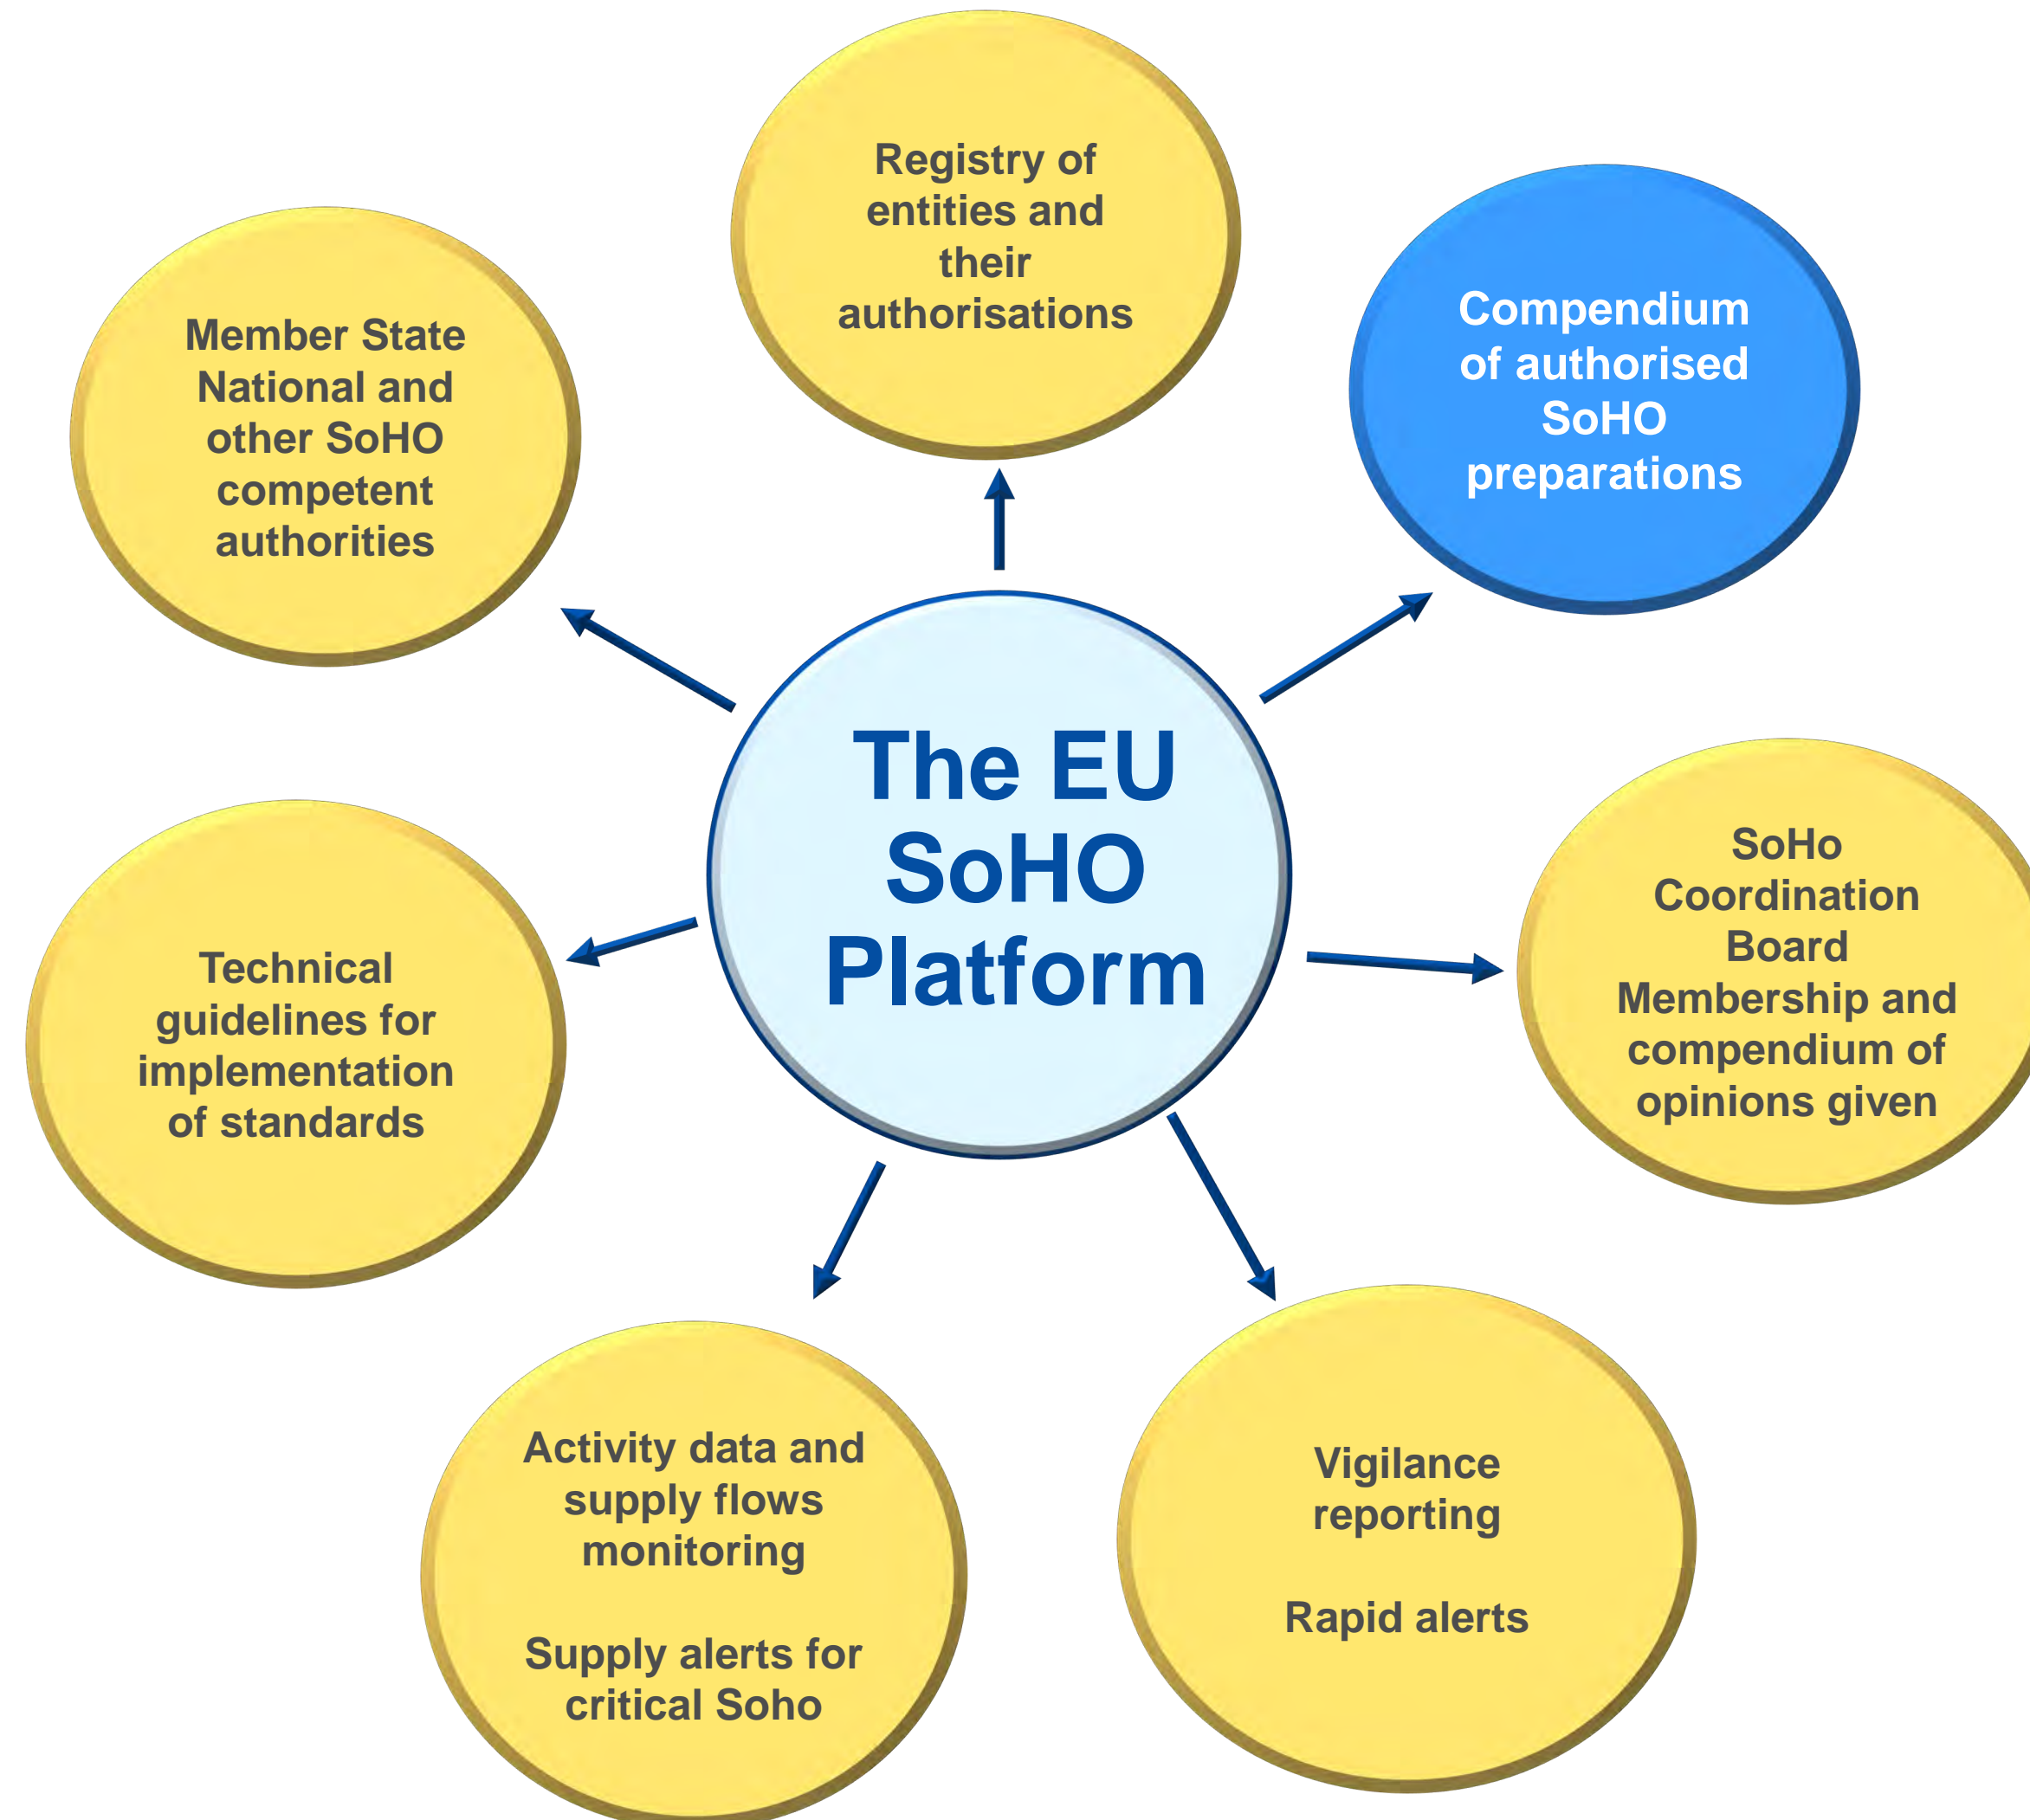 Registry of
entities and
their
authorisations
Compendium
of authorised
SoHO
preparations
Member State
National and
other SoHO
competent
authorities
The EU
SoHO
Platform
SoHo
Coordination
Board
Membership and
compendium of
opinions given
Technical
guidelines for
implementation
of standards
Activity data and
supply flows
monitoring
Supply alerts for
critical Soho
Vigilance
reporting
Rapid alerts